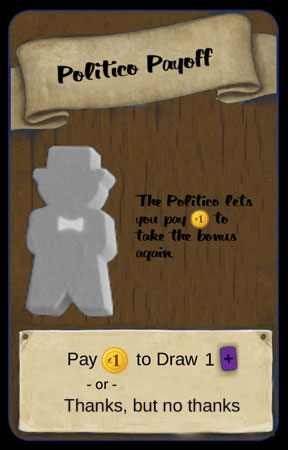 Politico Payoff
The Politico lets
you pay 1 to
take the bonus
again.
Pay 1 to Draw 1 +
- or -
Thanks, but no thanks